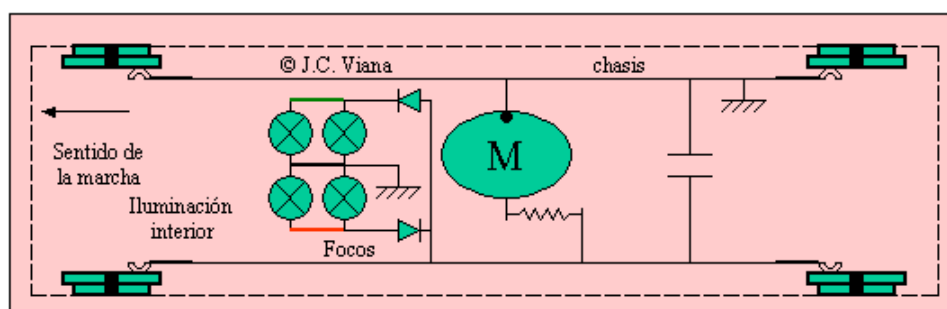 © J.C. Viana
chasis
Sentido de
la marcha
M
Iluminación
interior
Focos